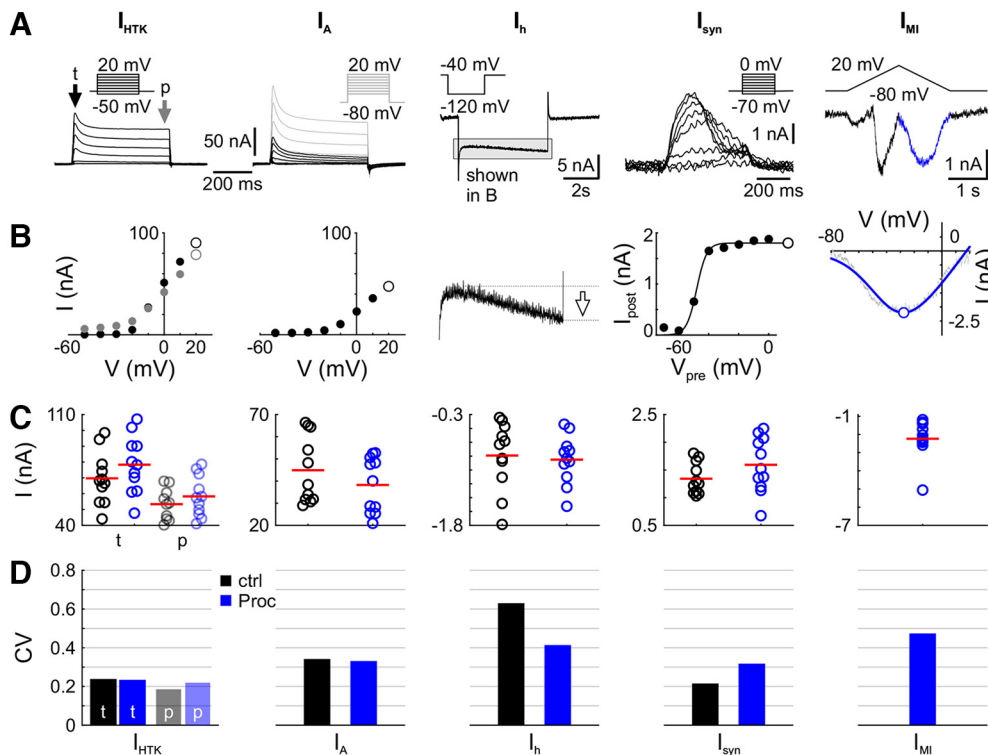 A
I_HTK
I_A
I_h
I_syn
I_MI
t
20 mV
p
-50 mV
50 nA
200 ms
20 mV
-80 mV
-40 mV
-120 mV
shown
in B
5 nA
2s
0 mV
-70 mV
1 nA
200 ms
20 mV
-80 mV
1 nA
1 s
B
I (nA)
100
-60
20
V (mV)
100
-60
20
V (mV)
I_post (nA)
2
1
0
-60
0
V_pre (mV)
V (mV)
-80
0
-2.5
C
I (nA)
110
40
t
p
70
20
-0.3
-1.8
2.5
0.5
-1
-7
D
CV
0.8
0.6
0.4
0.2
0
ctrl
Proc
t
t
p
p
I_HTK
I_A
I_h
I_syn
I_MI